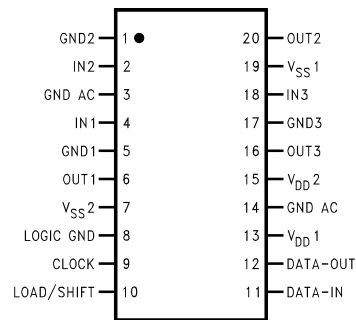 GND2 1 20 OUT2
IN2 2 19 VSS1
GND AC 3 18 IN3
IN1 4 17 GND3
GND1 5 16 OUT3
OUT1 6 15 VDD2
VSS2 7 14 GND AC
LOGIC GND 8 13 VDD1
CLOCK 9 12 DATA-OUT
LOAD/SHIFT 10 11 DATA-IN